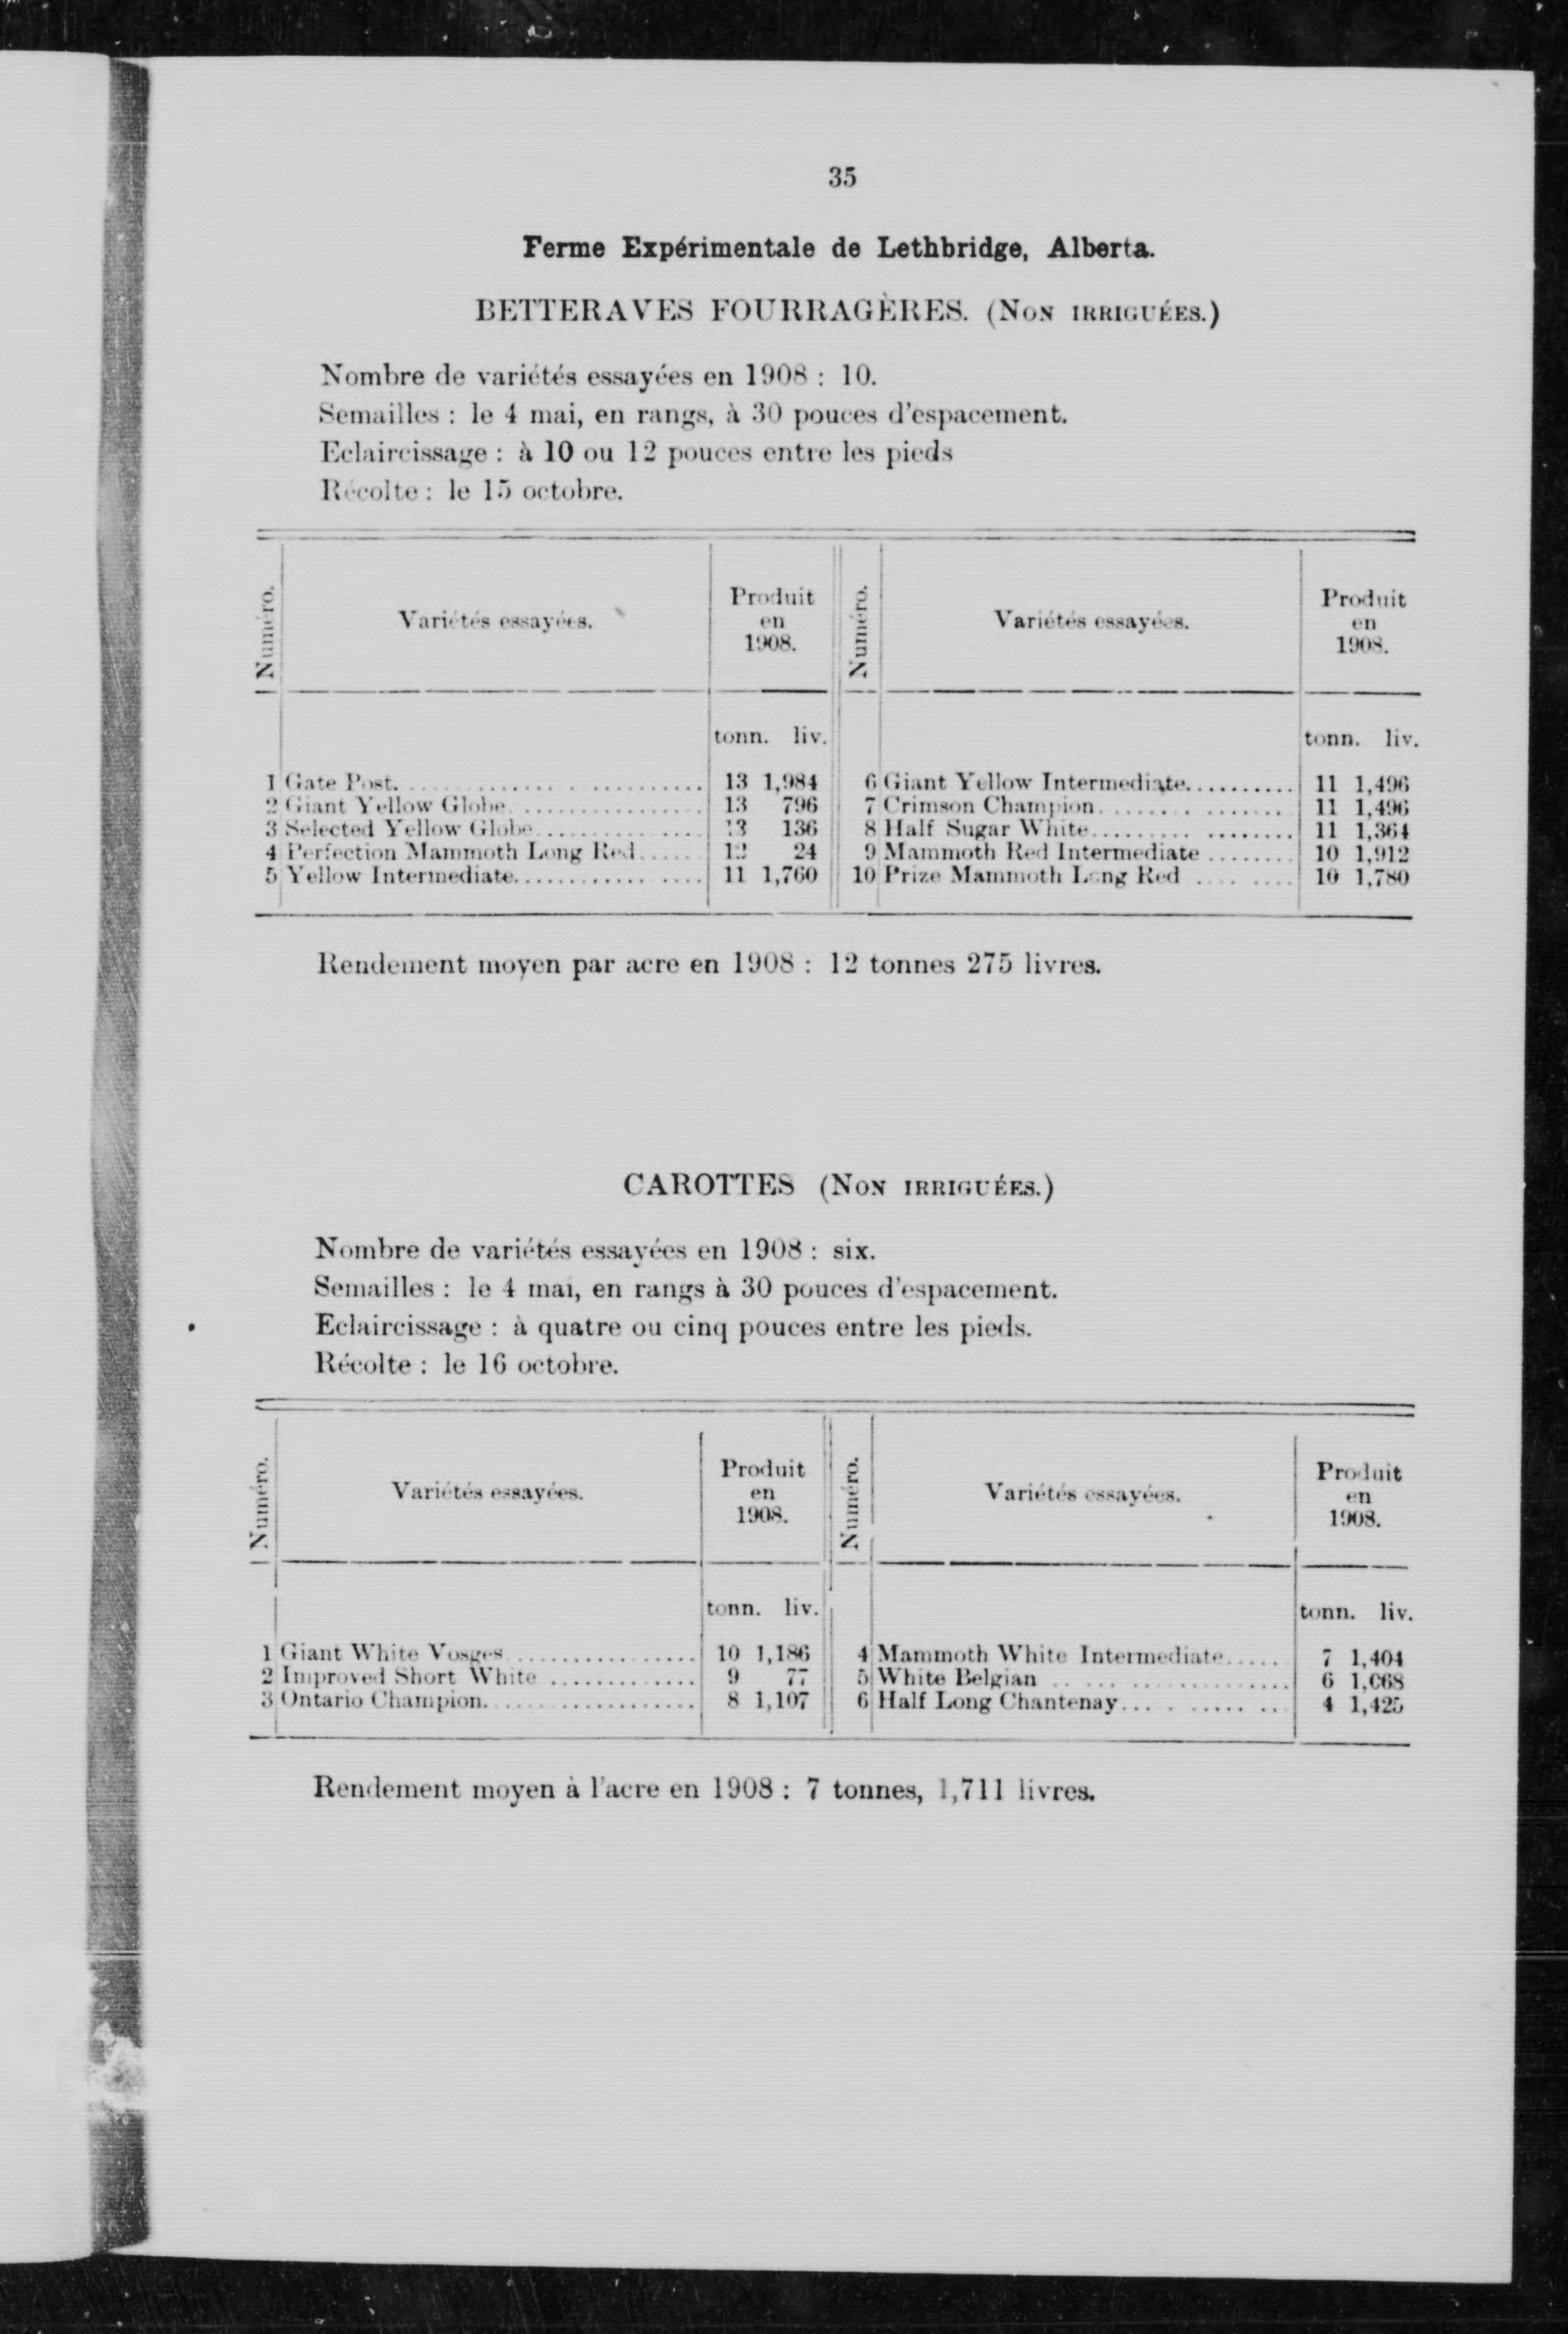 35
Ferme Expérimentale de Lethbridge, Alberta.
BETTERAVES FOURRAGÈRES. (NON IRRIGUÉES.)
Nombre de variétés essayées en 1908 : 10.
Semailles : le 4 mai, en rangs, à 30 pouces d'espacement.
Eclaircissage : à 10 ou 12 pouces entre les pieds
Récolte : le 15 octobre.
Numéro. Variétés essayées. Produit en 1908. Numéro. Variétés essayées. Produit en 1908.
tonn. liv. tonn. liv.
1 Gate Post. 13 1,984 6 Giant Yellow Intermediate. 11 1,496
2 Giant Yellow Globe 13 796 7 Crimson Champion. 11 1,496
3 Selected Yellow Globe 13 136 8 Half Sugar White. 11 1,364
4 Perfection Mammoth Long Red. 12 24 9 Mammoth Red Intermediate 10 1,912
5 Yellow Intermediate. 11 1,760 10 Prize Mammoth Long Red 10 1,780
Rendement moyen par acre en 1908 : 12 tonnes 275 livres.
CAROTTES (NON IRRIGUÉES.)
Nombre de variétés essayées en 1908 : six.
Semailles : le 4 mai, en rangs à 30 pouces d'espacement.
Eclaircissage : à quatre ou cinq pouces entre les pieds.
Récolte : le 16 octobre.
Numéro. Variétés essayées. Produit en 1908. Numéro. Variétés essayées. Produit en 1908.
tonn. liv. tonn. liv.
1 Giant White Vosges 10 1,186 4 Mammoth White Intermediate. 7 1,404
2 Improved Short White 9 77 5 White Belgian 6 1,068
3 Ontario Champion. 8 1,107 6 Half Long Chantenay. 4 1,425
Rendement moyen à l'acre en 1908 : 7 tonnes, 1,711 livres.